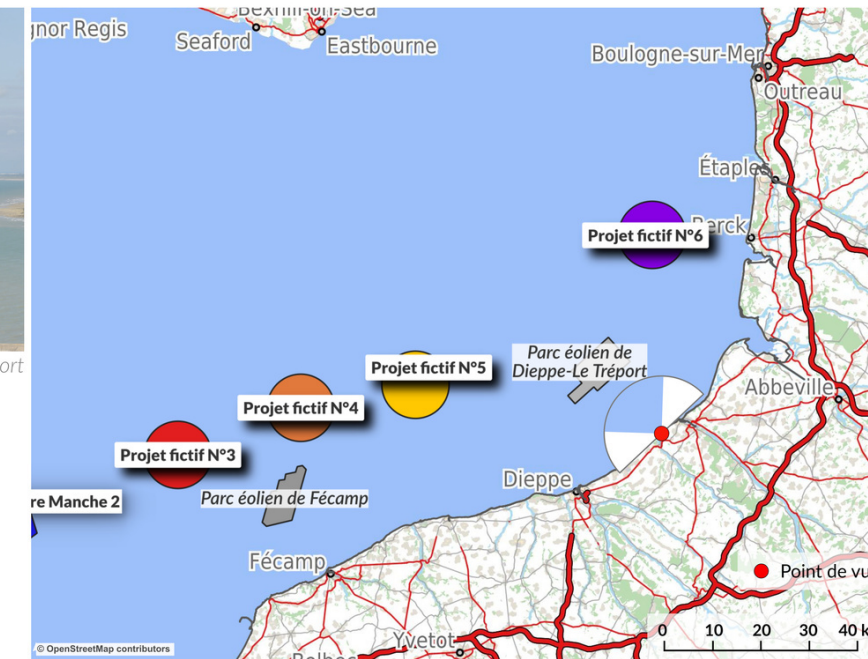 Bexhill-on-Sea
gnor Regis
Seaford
Eastbourne
Boulogne-sur-Mer
Outreau
Étaples
Projet fictif N°6
Berck
ort
Parc éolien de
Dieppe-Le Tréport
Projet fictif N°5
Abbeville
Projet fictif N°4
Projet fictif N°3
Dieppe
re Manche 2
Parc éolien de Fécamp
Fécamp
Point de vu
0 10 20 30 40 k
Yvetot
© OpenStreetMap contributors